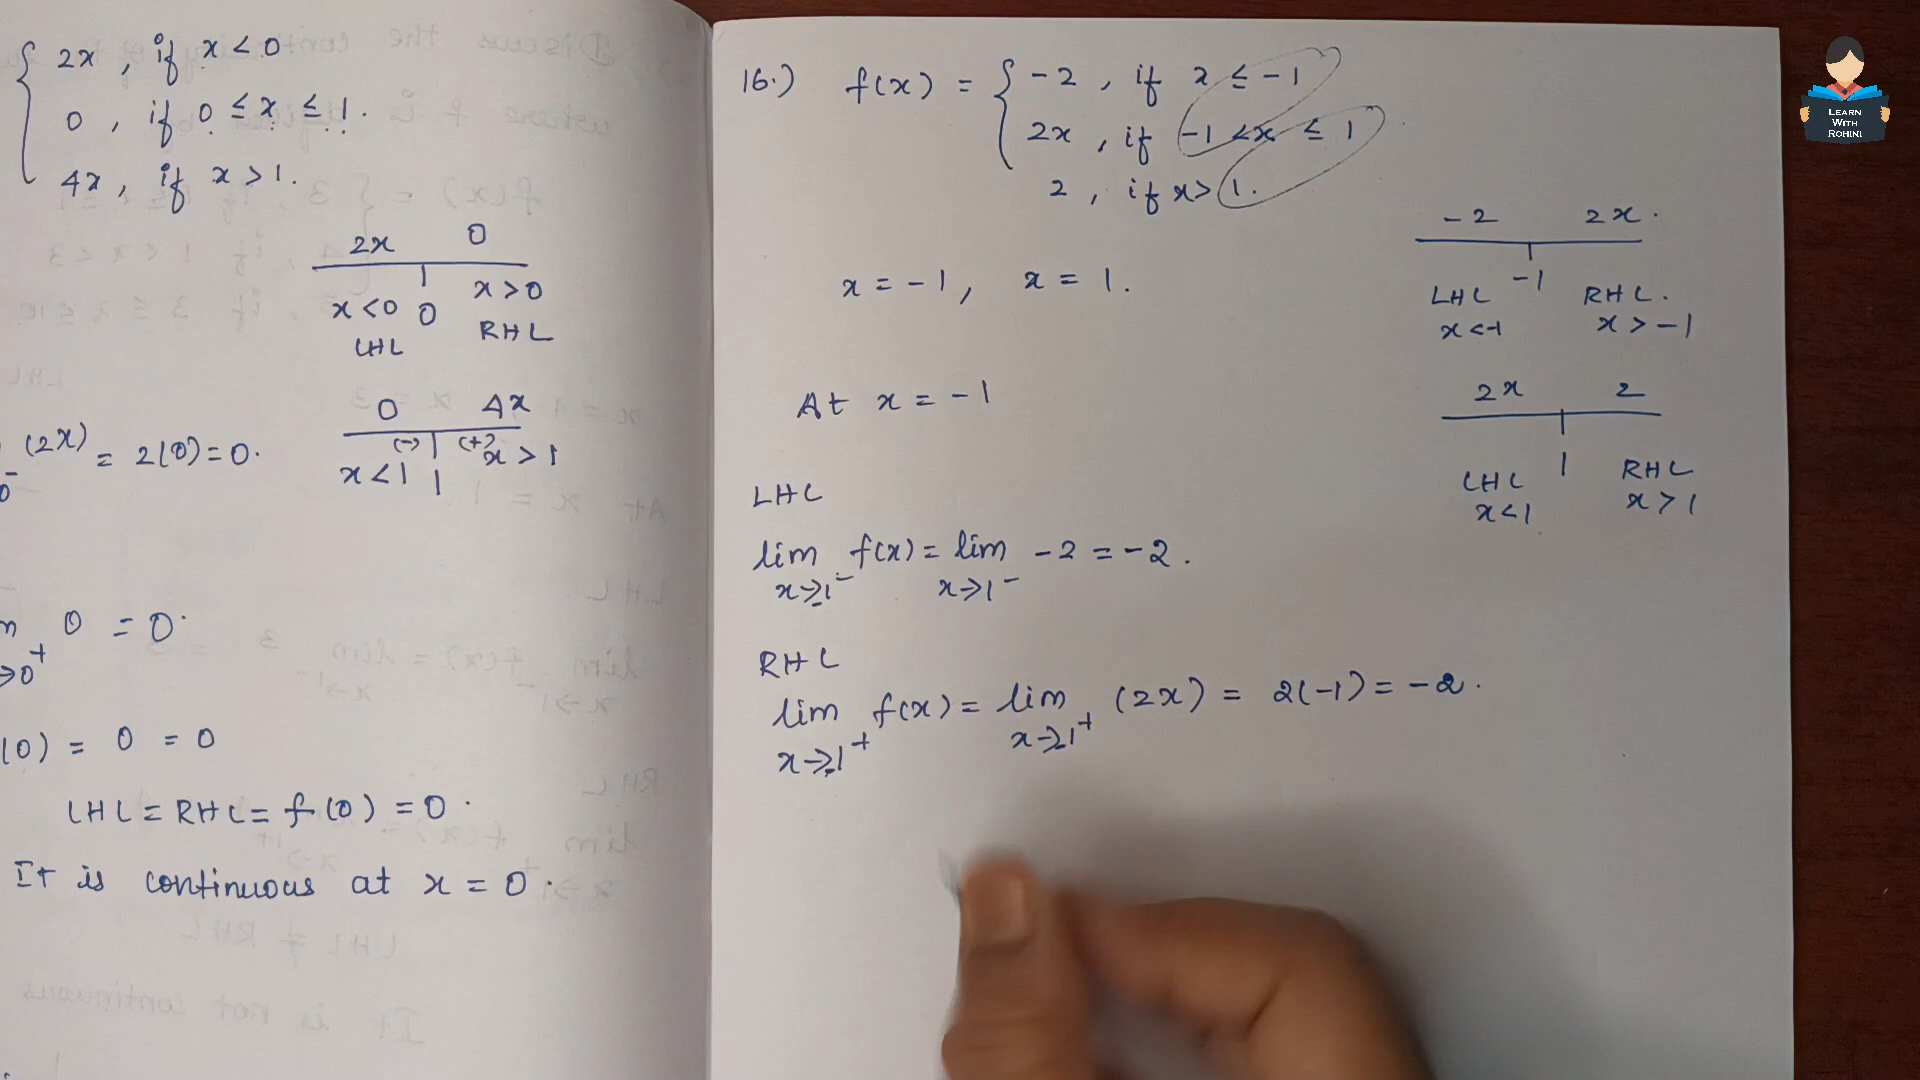 2x , if x < 0
0 , if 0 ≤ x ≤ 1.
4x , if x > 1.
2x 0
x<0 0 x>0
LHL RHL
0 4x
(-) (+)
x<1 1 x>1
(2x) = 2(0)=0.
0 = 0.
→0+
(0) = 0 = 0
LHL = RHL = f(0) = 0.
It is continuous at x = 0.
16.) f(x) = { -2 , if x ≤ -1
2x , if -1 < x ≤ 1
2 , if x > 1.
x = -1, x = 1.
-2 2x.
LHL -1 RHL.
x<-1 x > -1
2x 2
LHL 1 RHL
x<1 x > 1
At x = -1
LHL
lim f(x) = lim -2 = -2.
x→-1⁻ x→1⁻
RHL
lim f(x) = lim (2x) = 2(-1) = -2.
x→-1⁺ x→-1⁺
LEARN
WITH
ROHINI